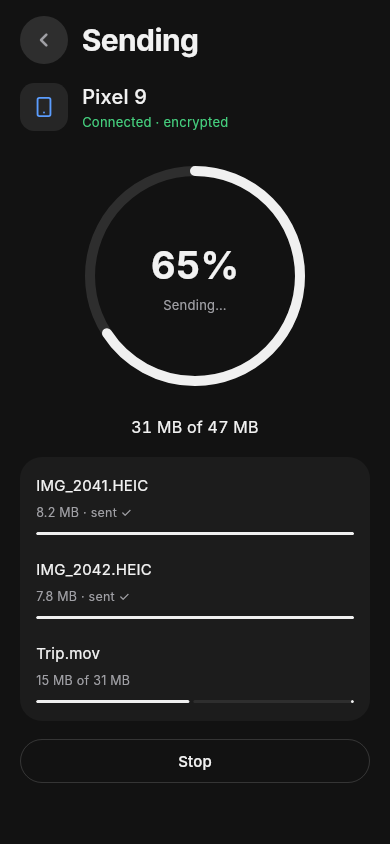 Sending
Pixel 9
Connected · encrypted
65%
Sending...
31 MB of 47 MB
IMG_2041.HEIC
8.2 MB · sent ✓
IMG_2042.HEIC
7.8 MB · sent ✓
Trip.mov
15 MB of 31 MB
Stop